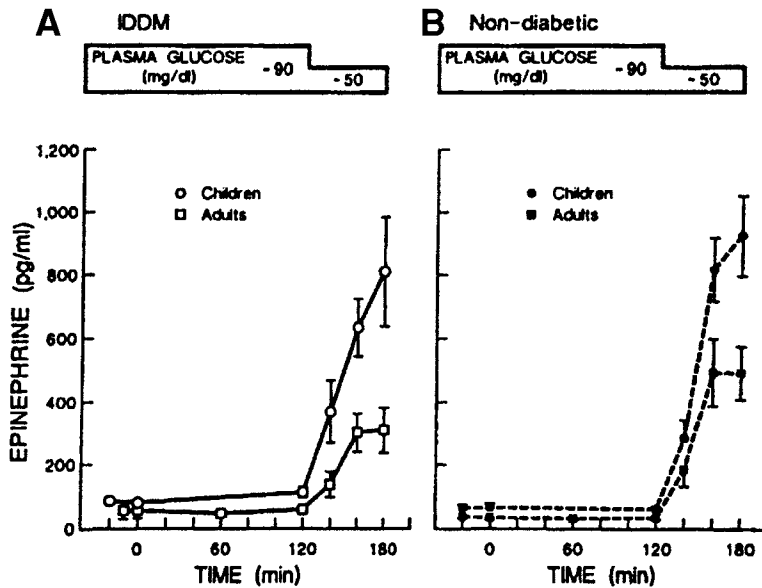 A IDDM
PLASMA GLUCOSE
(mg/dl)
~90
~50
B Non-diabetic
PLASMA GLUCOSE
(mg/dl)
~90
~50
EPINEPHRINE (pg/ml)
1,200
1,000
800
600
400
200
0
Children
Adults
0 60 120 180
TIME (min)
Children
Adults
0 60 120 180
TIME (min)